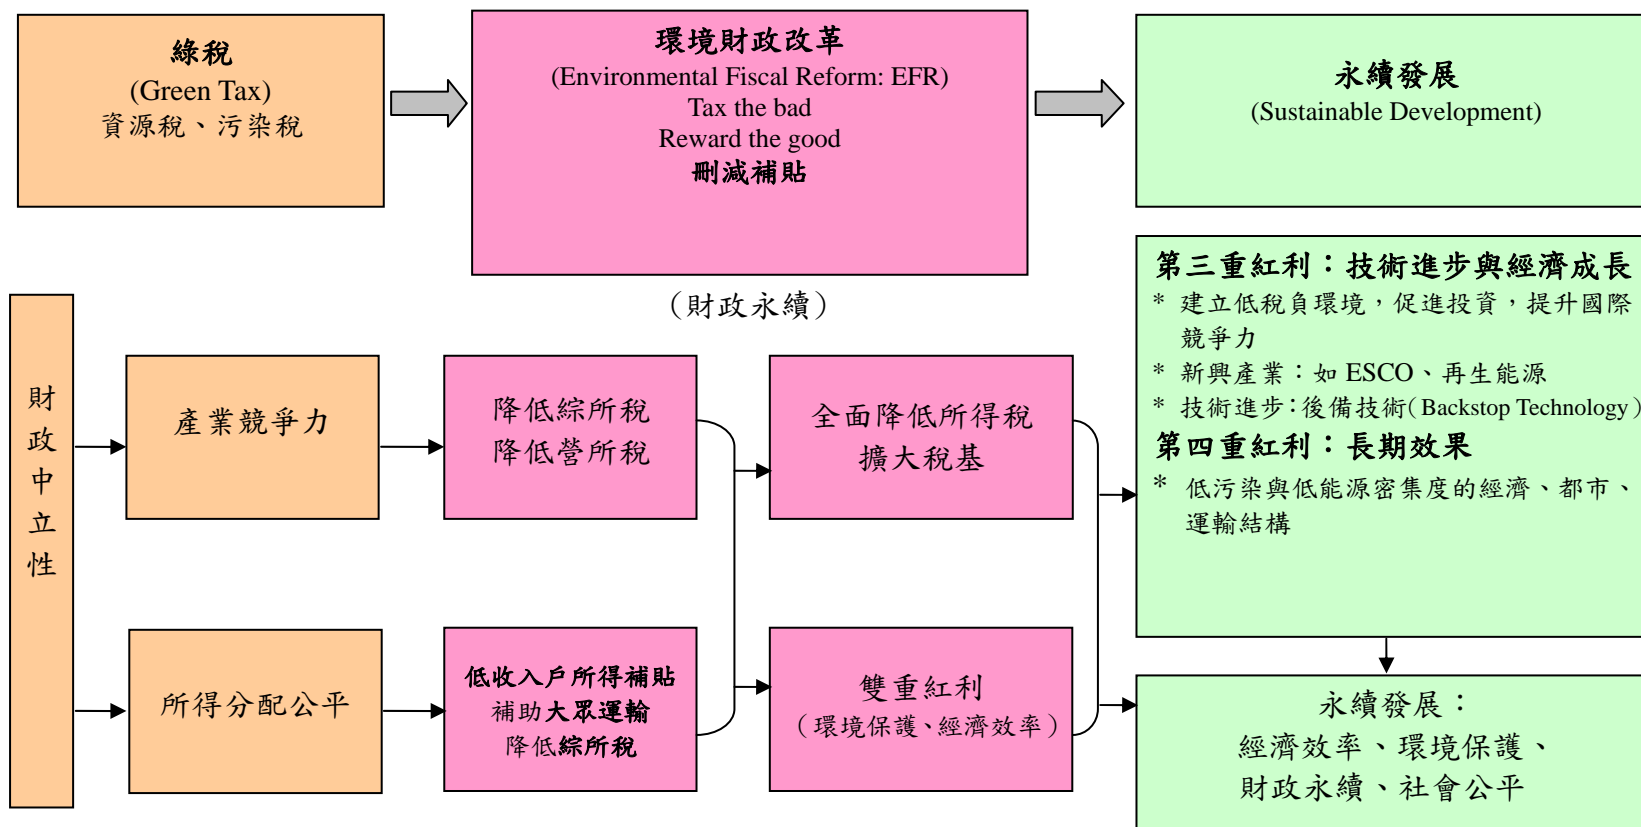 綠稅
(Green Tax)
資源稅、污染稅
環境財政改革
(Environmental Fiscal Reform: EFR)
Tax the bad
Reward the good
刪減補貼
永續發展
(Sustainable Development)
（財政永續）
財政中立性
產業競爭力
降低綜所稅
降低營所稅
全面降低所得稅
擴大稅基
第三重紅利：技術進步與經濟成長
* 建立低稅負環境，促進投資，提升國際
競爭力
* 新興產業：如 ESCO、再生能源
* 技術進步：後備技術(Backstop Technology)
第四重紅利：長期效果
* 低污染與低能源密集度的經濟、都市、
運輸結構
所得分配公平
低收入戶所得補貼
補助大眾運輸
降低綜所稅
雙重紅利
（環境保護、經濟效率）
永續發展：
經濟效率、環境保護、
財政永續、社會公平